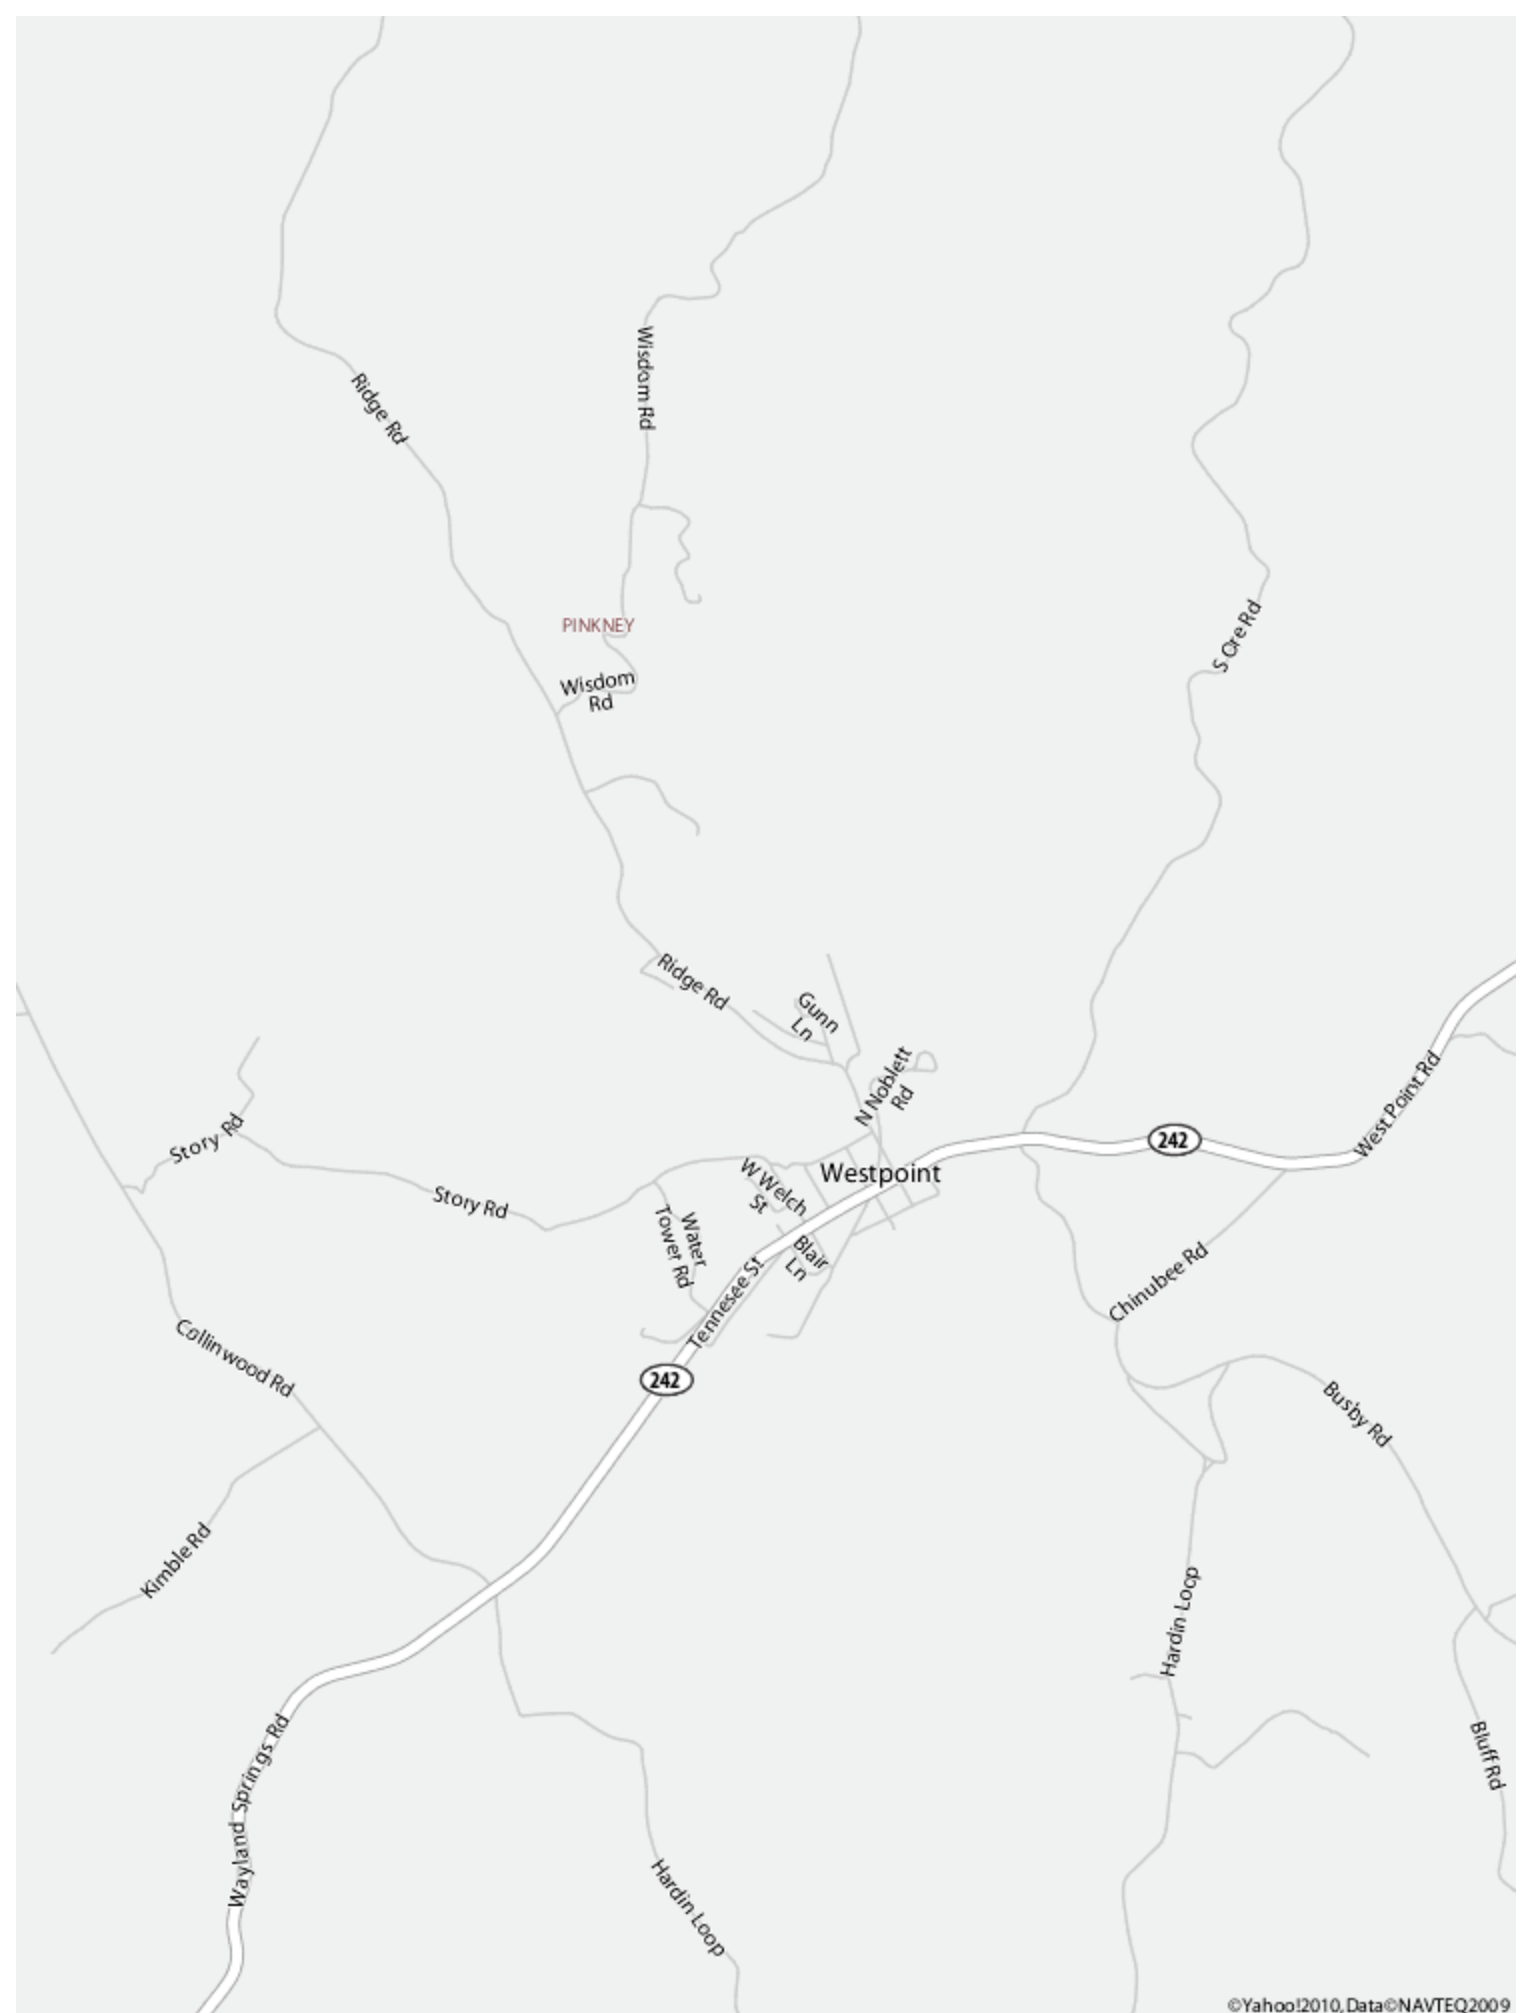 Ridge Rd
Wisdom Rd
PINKNEY
S Ore Rd
Wisdom
Rd
Ridge Rd
Gunn
Ln
N Noblett
Rd
West Point Rd
Story Rd
242
Westpoint
W Welch
St
Story Rd
Water
Tower Rd
Blair
Ln
Tennesee St
Chinubee Rd
Collinwood Rd
242
Busby Rd
Kimble Rd
Hardin Loop
Wayland Springs Rd
Bluff Rd
Hardin Loop
©Yahoo!2010, Data©NAVTEQ2009